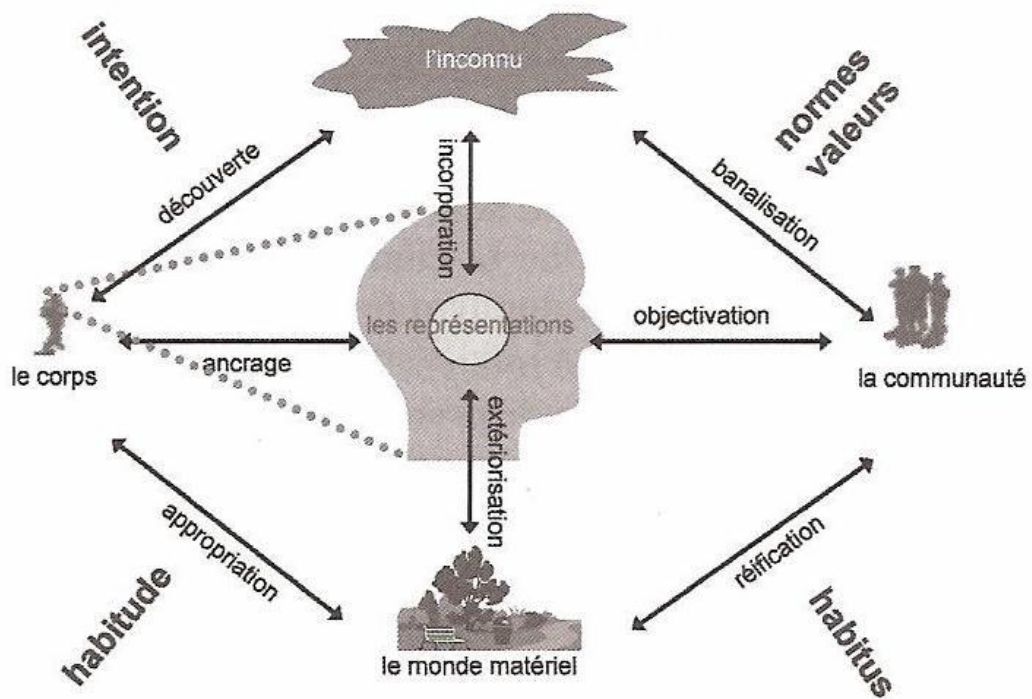 intention
l'inconnu
normes
valeurs
découverte
incorporation
banalisation
les représentations
objectivation
ancrage
le corps
la communauté
extériorisation
appropriation
réification
habitude
le monde matériel
habitus